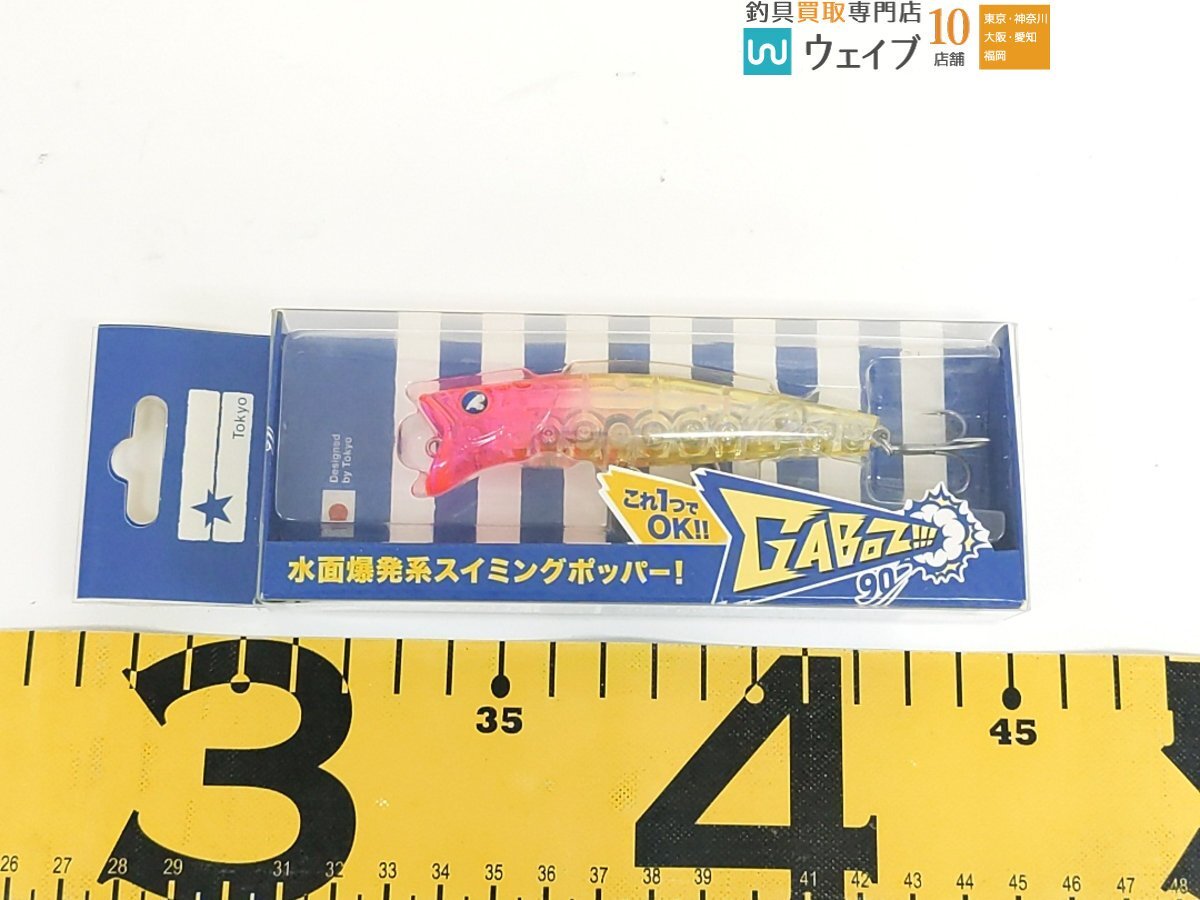 釣具買取専門店
ウェイブ
10
店舗
東京・神奈川
大阪・愛知
福岡
Tokyo
Designed
by Tokyo
これ1つで
OK!!
GABOZ!!!
90
水面爆発系スイミングポッパー!
3
4
35
45
26 27 28 29 31 32 33 34 35 36 37 38 39 41 42 43 44 45 46 47 48